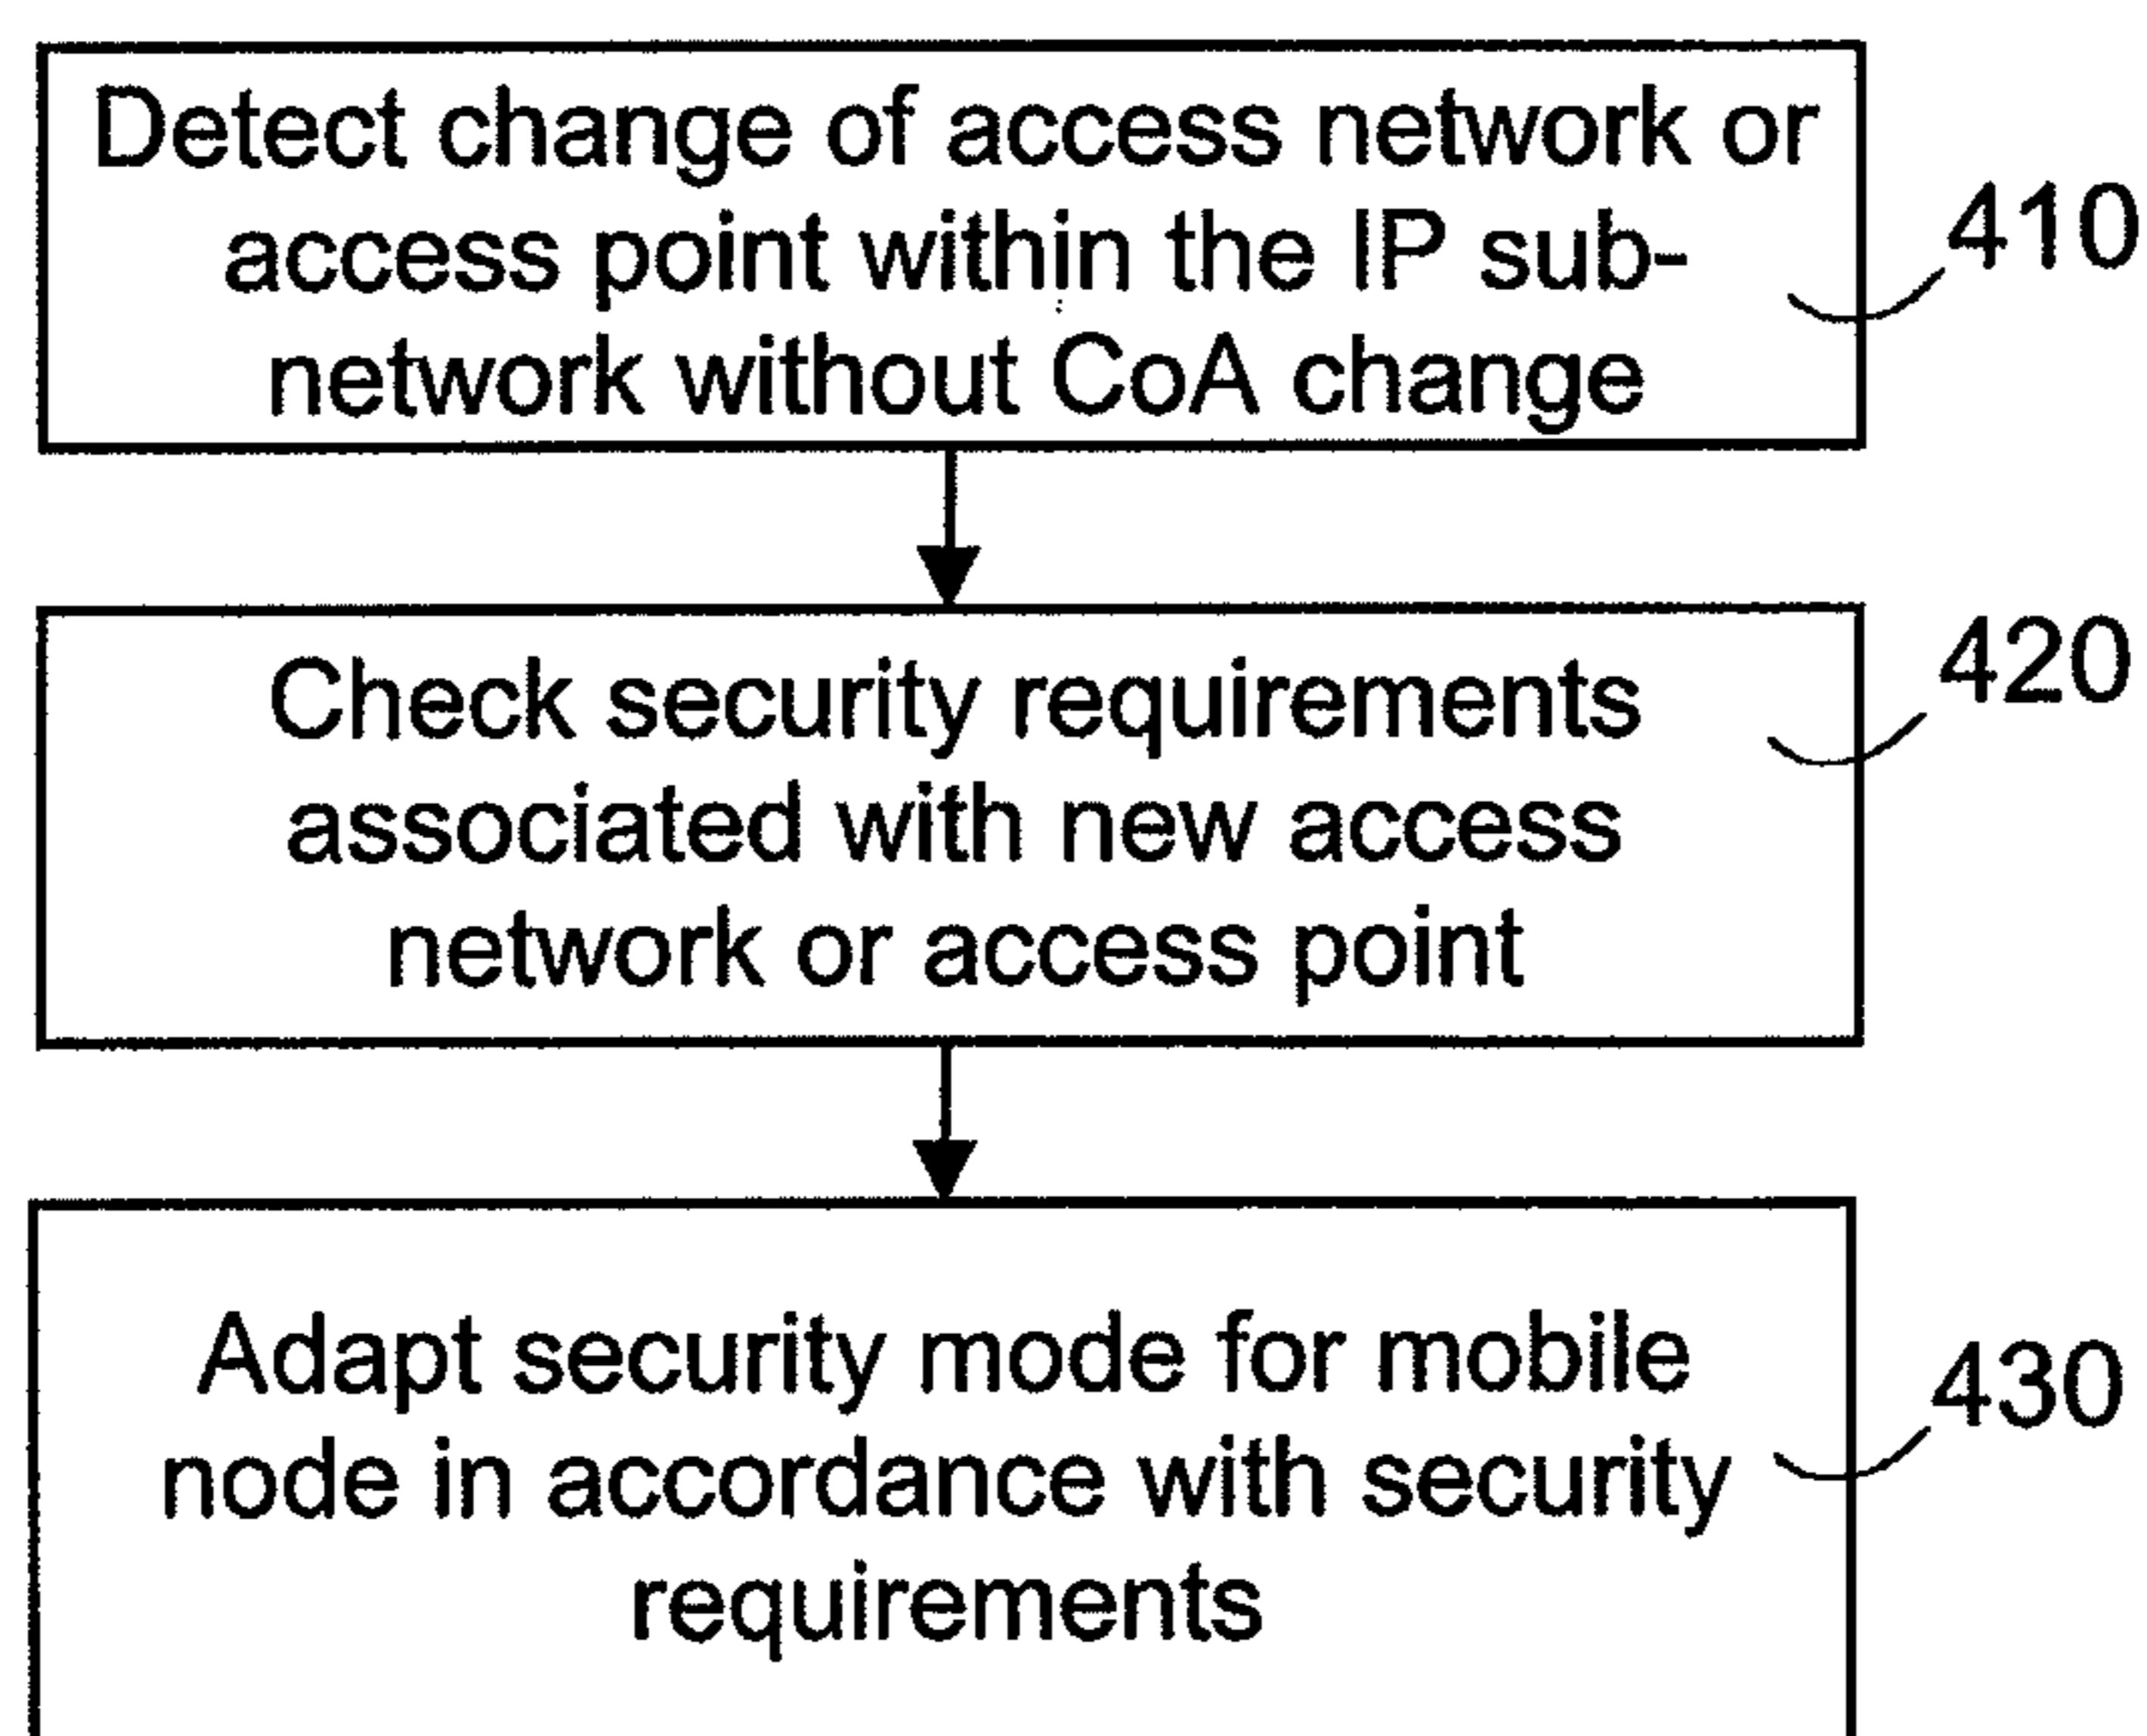 Detect change of access network or
access point within the IP sub-
network without CoA change
410
Check security requirements
associated with new access
network or access point
420
Adapt security mode for mobile
node in accordance with security
requirements
430